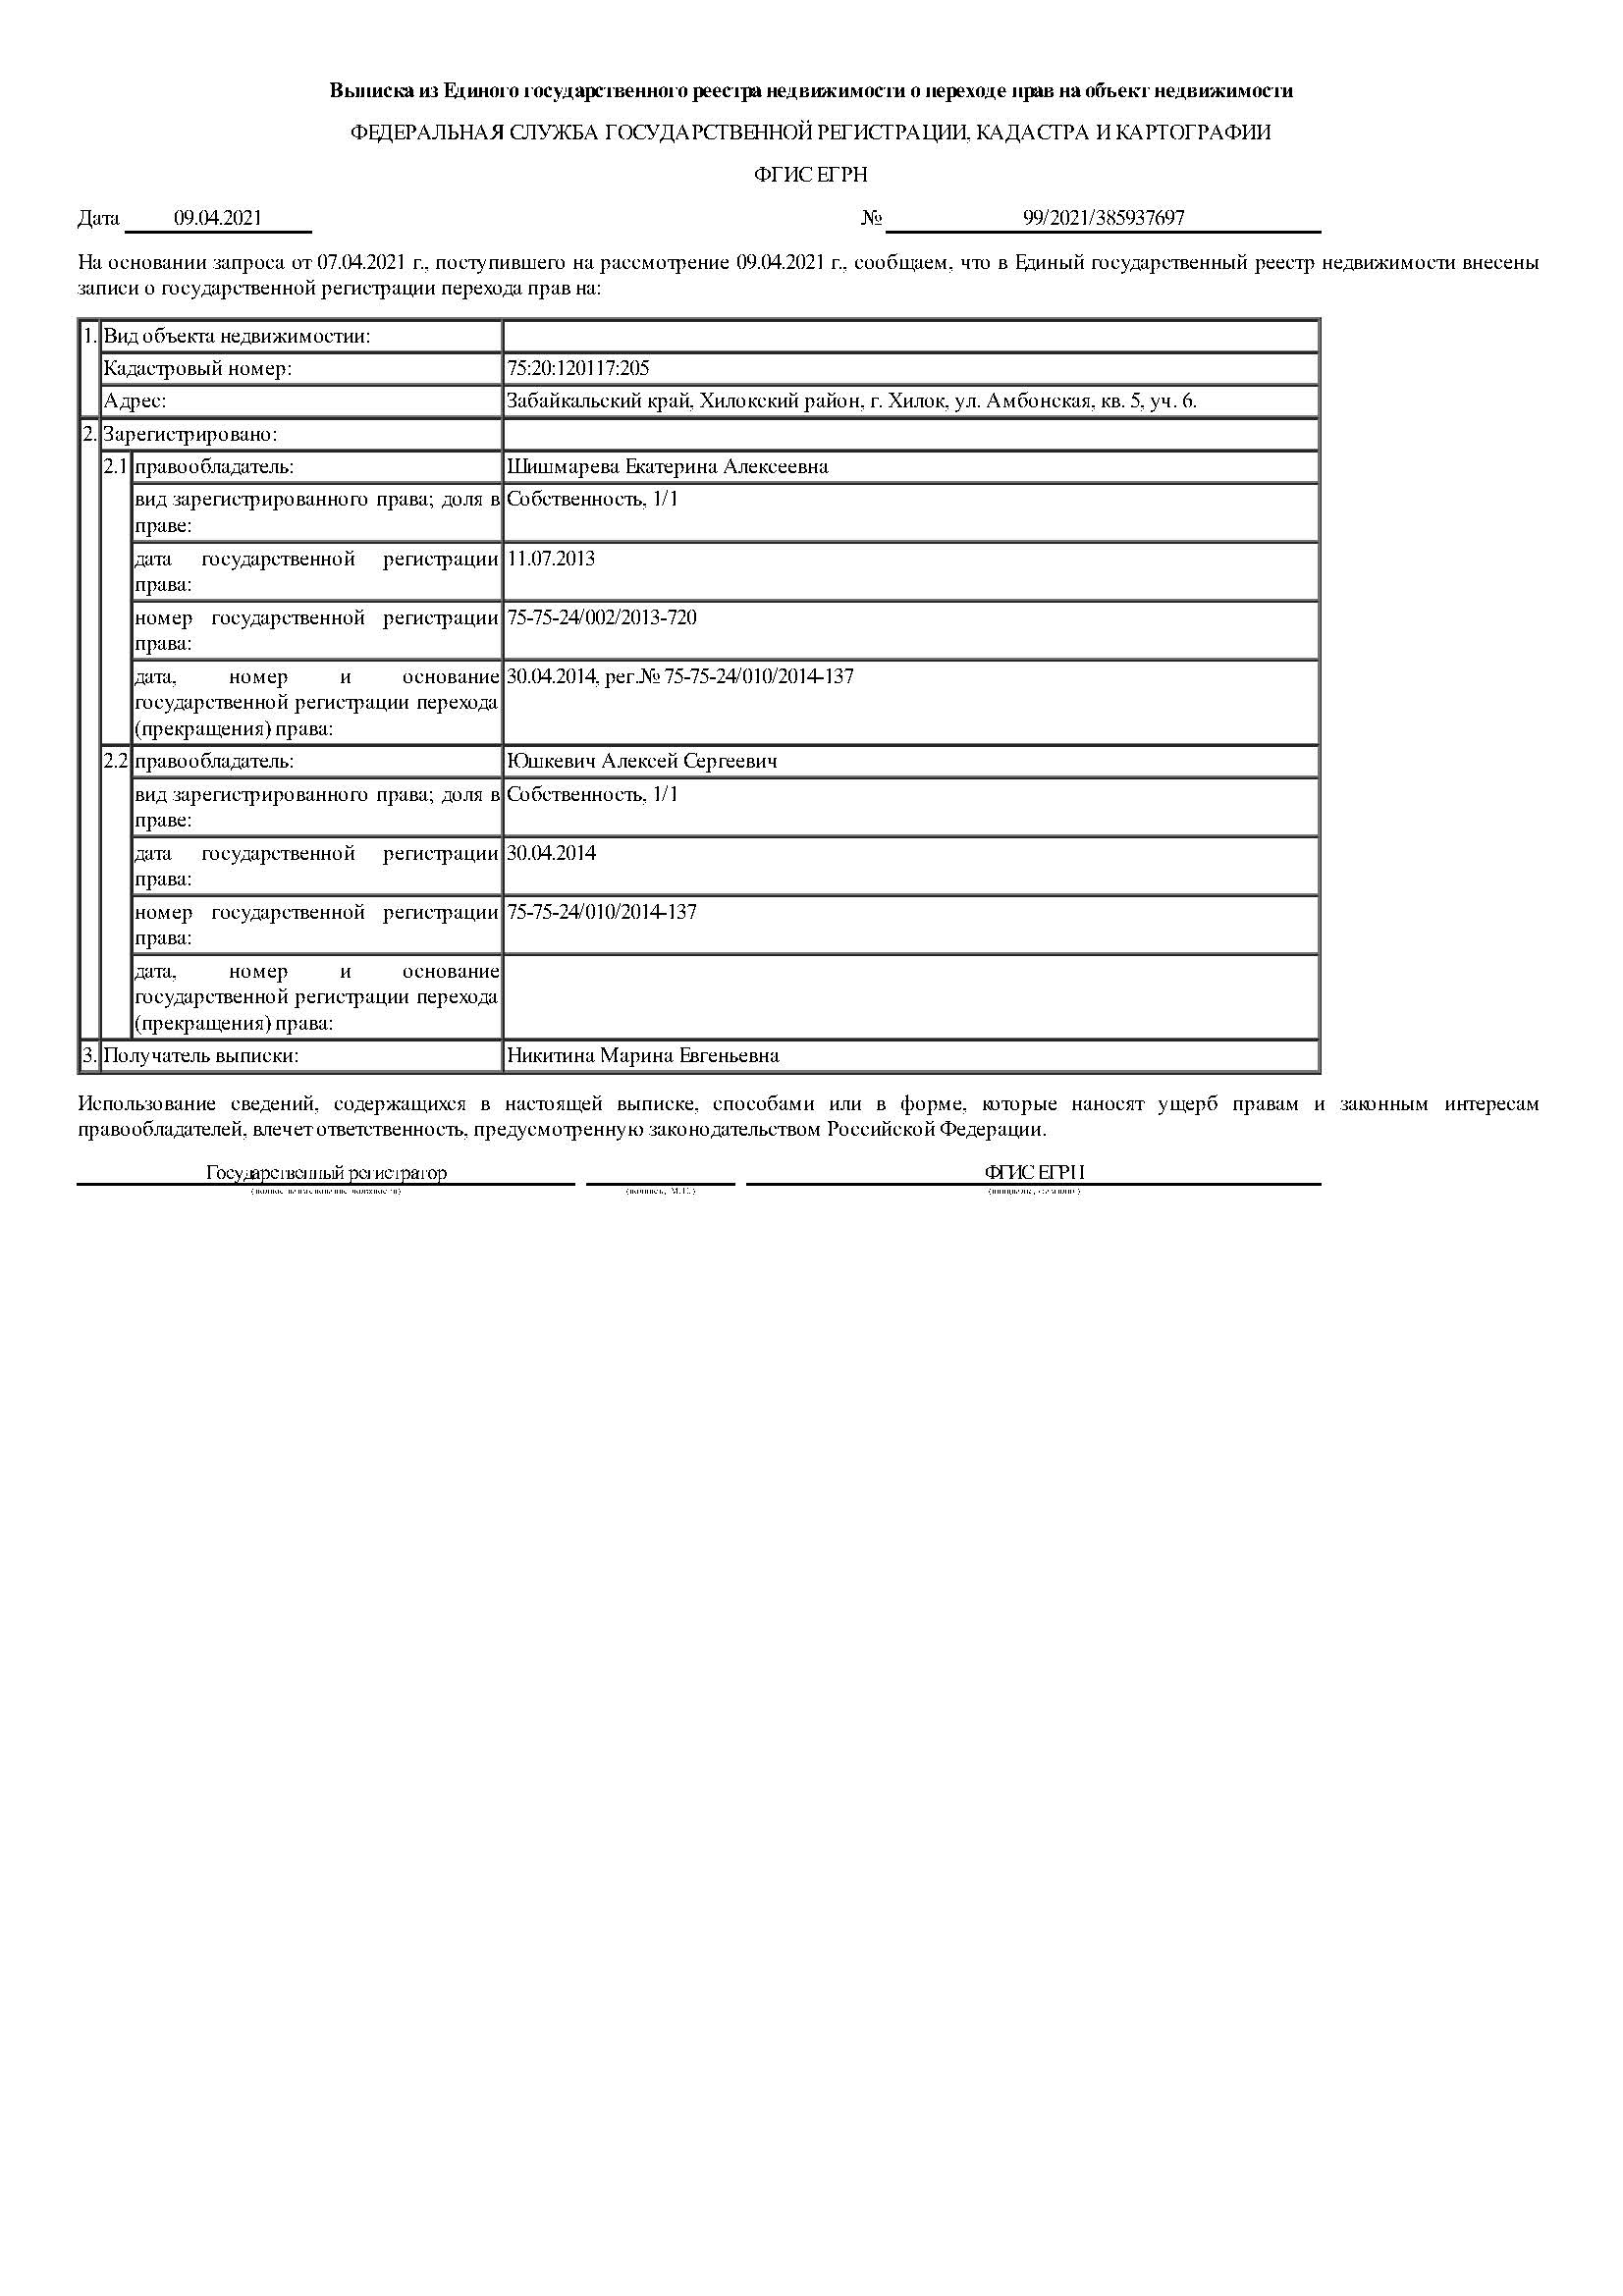 Выписка из Единого государственного реестра недвижимости о переходе прав на объект недвижимости
ФЕДЕРАЛЬНАЯ СЛУЖБА ГОСУДАРСТВЕННОЙ РЕГИСТРАЦИИ, КАДАСТРА И КАРТОГРАФИИ
ФГИС ЕГРН
Дата 09.04.2021 № 99/2021/385937697
На основании запроса от 07.04.2021 г., поступившего на рассмотрение 09.04.2021 г., сообщаем, что в Единый государственный реестр недвижимости внесены
записи о государственной регистрации перехода прав на:
1. Вид объекта недвижимостии:
Кадастровый номер: 75:20:120117:205
Адрес: Забайкальский край, Хилокский район, г. Хилок, ул. Амбонская, кв. 5, уч. 6.
2. Зарегистрировано:
2.1 правообладатель: Шишмарева Екатерина Алексеевна
вид зарегистрированного права; доля в Собственность, 1/1
праве:
дата государственной регистрации 11.07.2013
права:
номер государственной регистрации 75-75-24/002/2013-720
права:
дата, номер и основание 30.04.2014, рег.№ 75-75-24/010/2014-137
государственной регистрации перехода
(прекращения) права:
2.2 правообладатель: Юшкевич Алексей Сергеевич
вид зарегистрированного права; доля в Собственность, 1/1
праве:
дата государственной регистрации 30.04.2014
права:
номер государственной регистрации 75-75-24/010/2014-137
права:
дата, номер и основание
государственной регистрации перехода
(прекращения) права:
3. Получатель выписки: Никитина Марина Евгеньевна
Использование сведений, содержащихся в настоящей выписке, способами или в форме, которые наносят ущерб правам и законным интересам
правообладателей, влечет ответственность, предусмотренную законодательством Российской Федерации.
Государственный регистратор ФГИС ЕГРН
(полное наименование должности) (подпись, М.П.) (инициалы, фамилия)